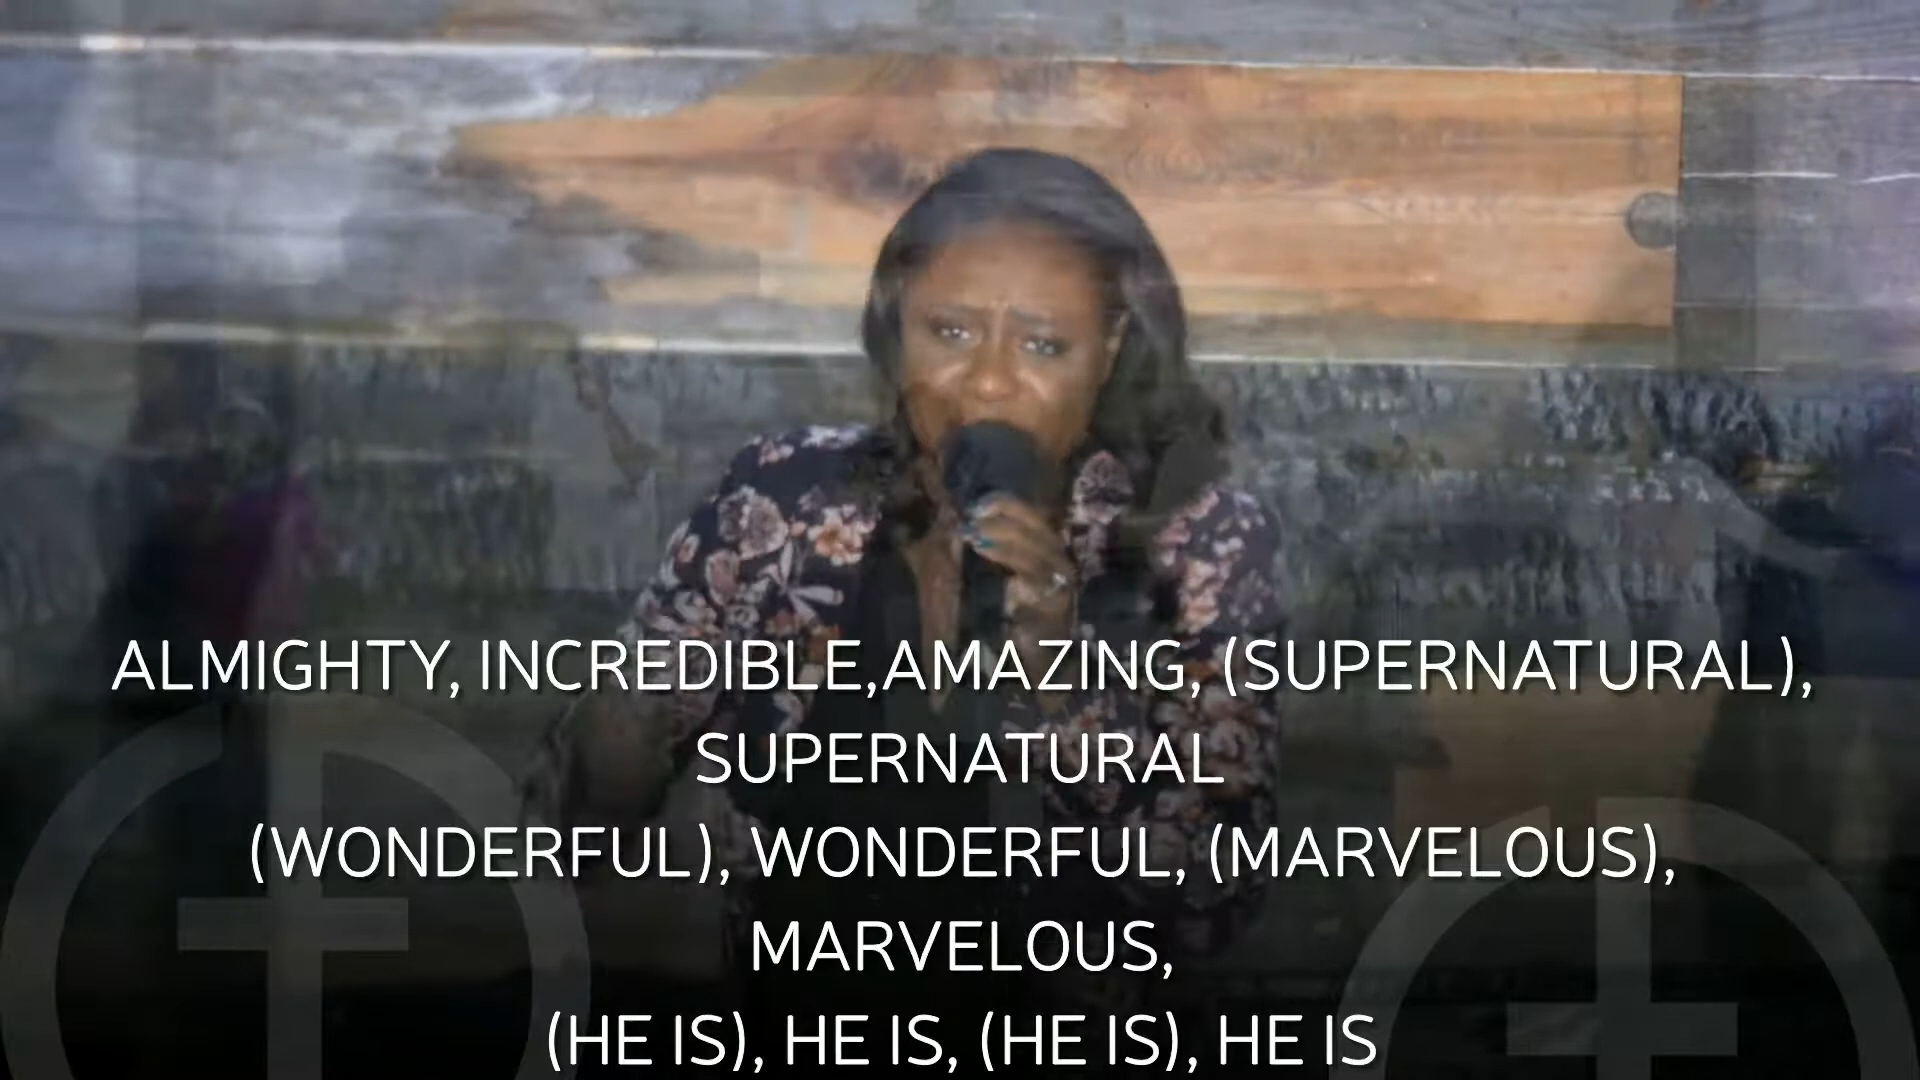 ALMIGHTY, INCREDIBLE,AMAZING, (SUPERNATURAL),
SUPERNATURAL
(WONDERFUL), WONDERFUL, (MARVELOUS),
MARVELOUS,
(HE IS), HE IS, (HE IS), HE IS